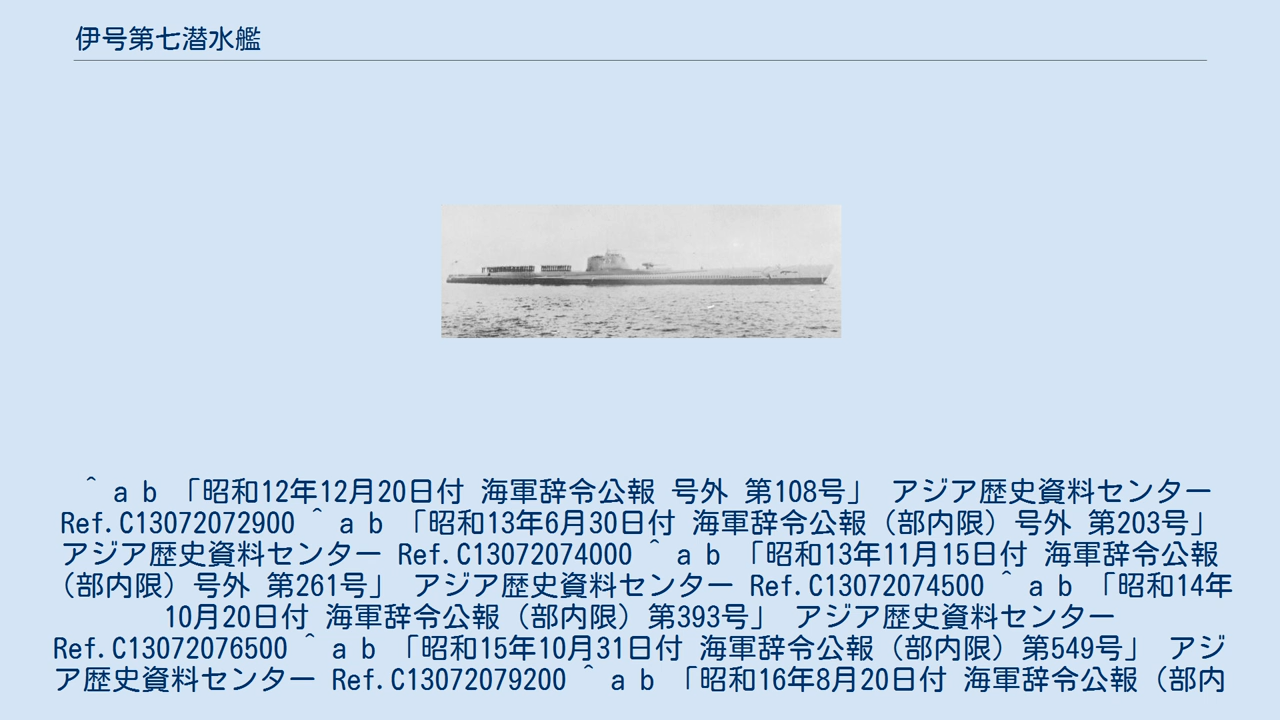 伊号第七潜水艦
^ a b 「昭和12年12月20日付 海軍辞令公報 号外 第108号」 アジア歴史資料センター
Ref.C13072072900 ^ a b 「昭和13年6月30日付 海軍辞令公報（部内限）号外 第203号」
アジア歴史資料センター Ref.C13072074000 ^ a b 「昭和13年11月15日付 海軍辞令公報
（部内限）号外 第261号」 アジア歴史資料センター Ref.C13072074500 ^ a b 「昭和14年
10月20日付 海軍辞令公報（部内限）第393号」 アジア歴史資料センター
Ref.C13072076500 ^ a b 「昭和15年10月31日付 海軍辞令公報（部内限）第549号」 アジ
ア歴史資料センター Ref.C13072079200 ^ a b 「昭和16年8月20日付 海軍辞令公報（部内